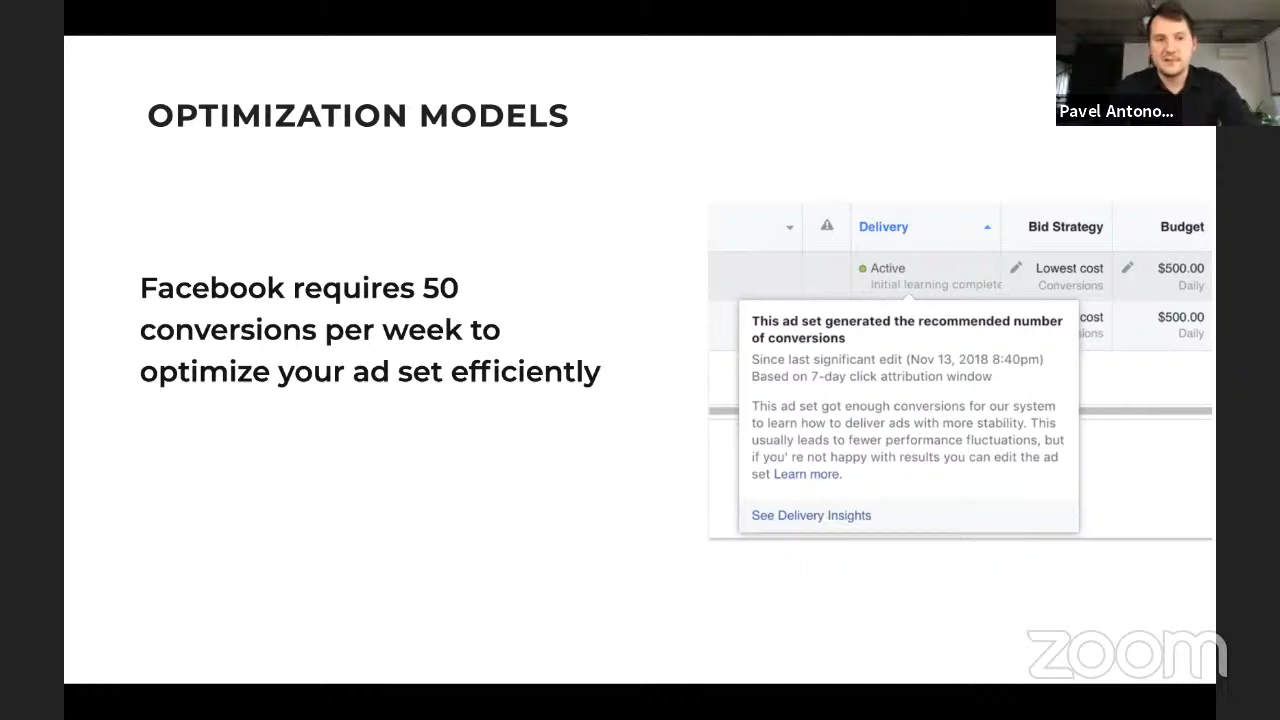 OPTIMIZATION MODELS
Pavel Antono...
Facebook requires 50
conversions per week to
optimize your ad set efficiently
Delivery
Bid Strategy
Budget
Active
Lowest cost
$500.00
Initial learning complete
Conversions
Daily
cost
$500.00
ions
Daily
This ad set generated the recommended number
of conversions
Since last significant edit (Nov 13, 2018 8:40pm)
Based on 7-day click attribution window
This ad set got enough conversions for our system
to learn how to deliver ads with more stability. This
usually leads to fewer performance fluctuations, but
if you' re not happy with results you can edit the ad
set Learn more.
See Delivery Insights
zoom